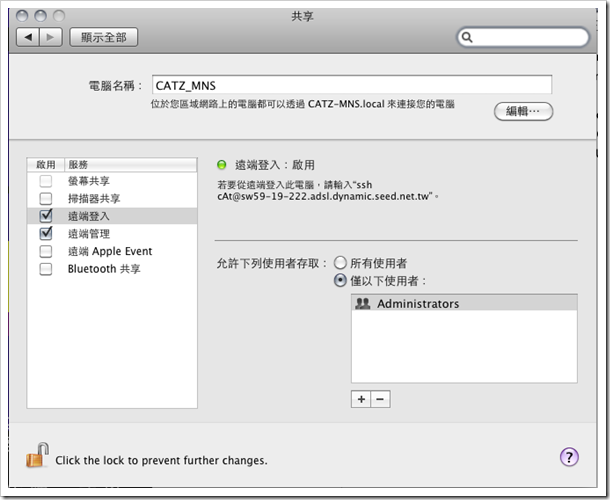 共享
顯示全部
電腦名稱： CATZ_MNS
位於您區域網路上的電腦都可以透過 CATZ-MNS.local 來連接您的電腦
編輯…
啟用 服務
螢幕共享
掃描器共享
遠端登入
遠端管理
遠端 Apple Event
Bluetooth 共享
遠端登入：啟用
若要從遠端登入此電腦，請輸入“ssh
cAt@sw59-19-222.adsl.dynamic.seed.net.tw”。
允許下列使用者存取： 所有使用者
僅以下使用者：
Administrators
Click the lock to prevent further changes.